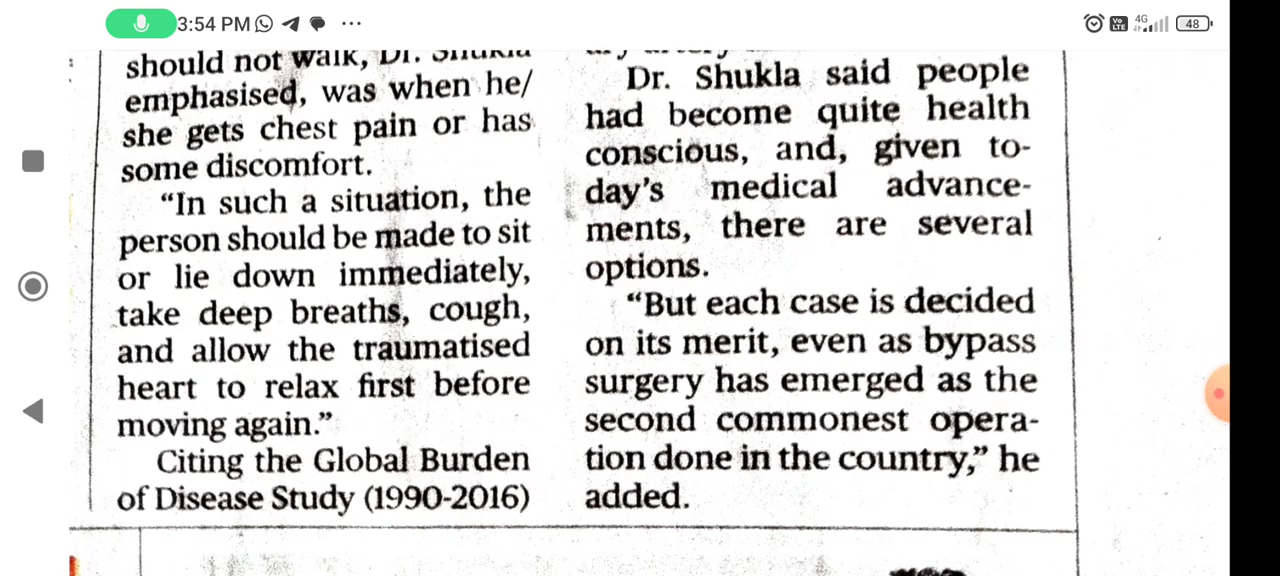 3:54 PM
4G
Vo LTE
48
should not walk, Dr. Shukla
emphasised, was when he/
she gets chest pain or has
some discomfort.
“In such a situation, the
person should be made to sit
or lie down immediately,
take deep breaths, cough,
and allow the traumatised
heart to relax first before
moving again.”
Citing the Global Burden
of Disease Study (1990-2016)
Dr. Shukla said people
had become quite health
conscious, and, given to-
day’s medical advance-
ments, there are several
options.
“But each case is decided
on its merit, even as bypass
surgery has emerged as the
second commonest opera-
tion done in the country,” he
added.